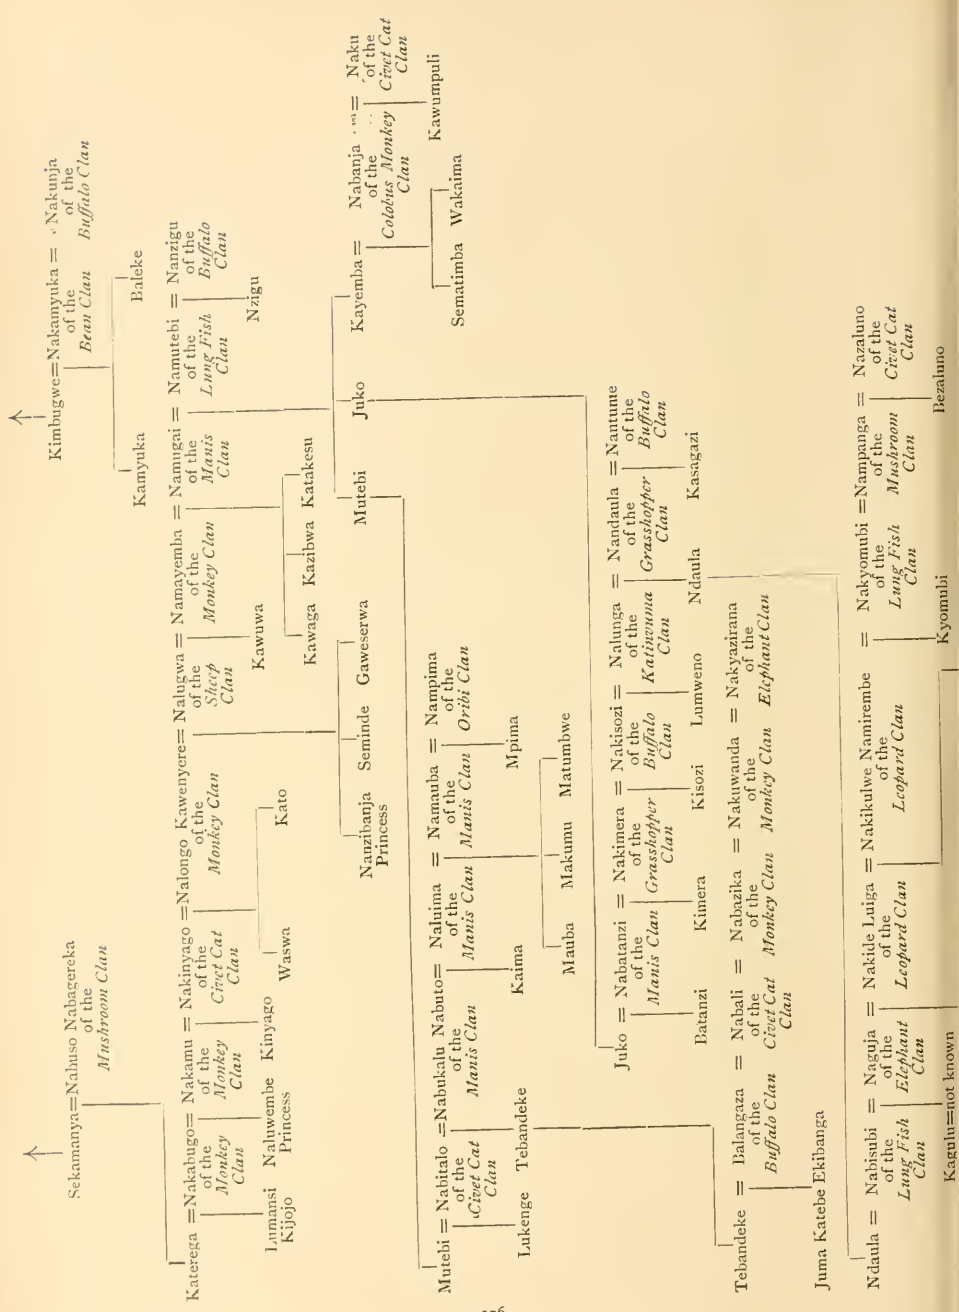 Sekamanya=Nabuso Nabagereka
of the
Mushroom Clan
Kimbugwe=Nakamyuka = Nakunja
of the of the
Bean Clan Buffalo Clan
Kamyuka Baleke
Katerega =Nakabugo= Nakamu = Nakinyago =Nalongo Kawenyere= Nalugwa = Namayemba = Namugai = Namutebi = Nanzigu
of the of the of the of the of the of the of the of the of the
Monkey Monkey Civet Cat Monkey Clan Sheep Monkey Clan Manis Lung Fish Buffalo
Clan Clan Clan Clan Clan Clan Clan
Lumansi Naluwembe Kinyago Kato Kawuwa Nzigu
Kijojo Princess Waswa
Kawaga Kazibwa Katakesu
Nanzibanja Seminde Gaweserwa Mutebi Juko Kayemba = Nabanja = Naku
Princess of the of the
Colobus Monkey Civet Cat
Clan Clan
Kawumpuli
Sematimba Wakaima
Mutebi = Nabitalo =Nabukalu Nabuto= Naluima = Namauba = Nampima
of the of the of the of the of the
Civet Cat Manis Clan Manis Clan Manis Clan Oribi Clan
Clan
Lukenge Tebandeke Kaima Mpima
Mauba Makumu Matumbwe
Juko = Nabatanzi = Nakimera = Nakisozi = Nalunga = Nandaula = Nantume
of the of the of the of the of the of the
Manis Clan Grasshopper Buffalo Katinvuma Grasshopper Buffalo
Clan Clan Clan Clan Clan
Batanzi Kimera Kisozi Lumweno Ndaula Kasagazi
Tebandeke = Balangaza = Nabali = Nabazika = Nakuwanda = Nakyazirana
of the of the of the of the of the
Buffalo Clan Civet Cat Monkey Clan Monkey Clan Elephant Clan
Clan
Juma Katebe Ekibanga
Ndaula = Nabisubi = Naguja = Nakide Luiga = Nakikulwe Namirembe = Nakyomubi =Nampanga = Nazaluno
of the of the of the of the of the of the of the
Lung Fish Elephant Leopard Clan Leopard Clan Lung Fish Mushroom Civet Cat
Clan Clan Clan Clan Clan
Kagulu=not known Kyomubi Bezaluno